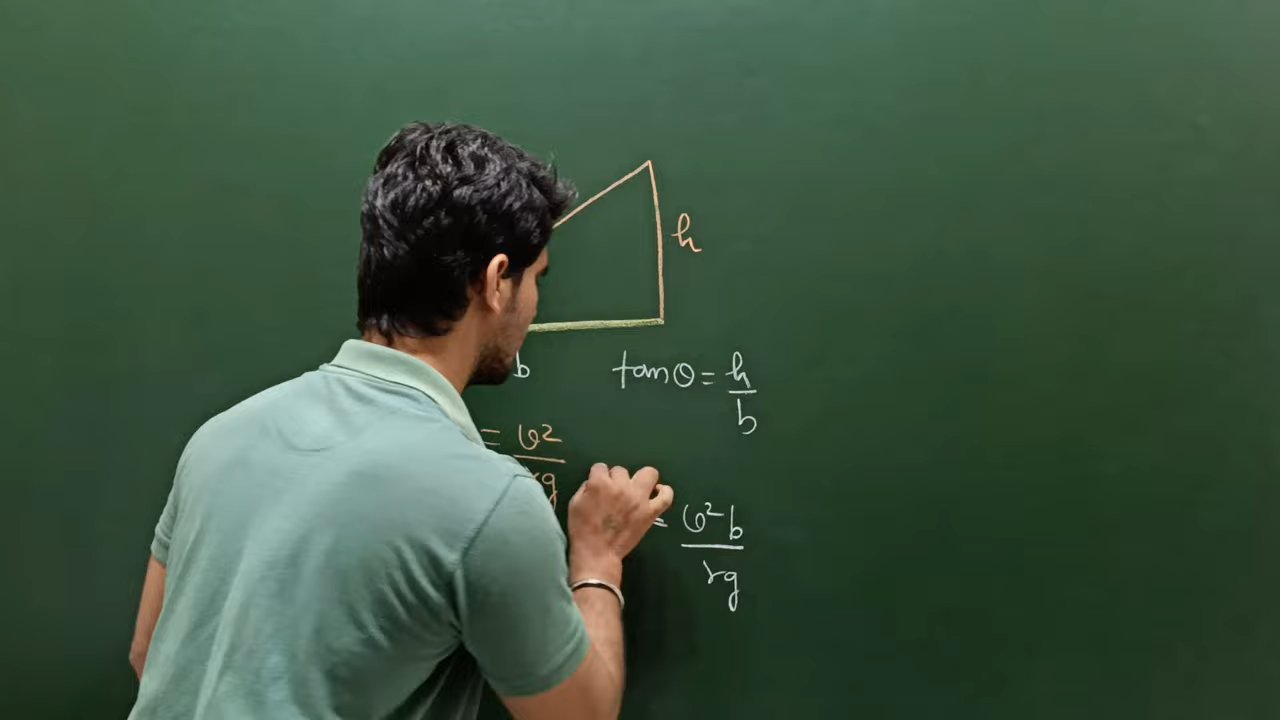 h
b
tanθ = h/b
= v²/rg
= v²b/rg